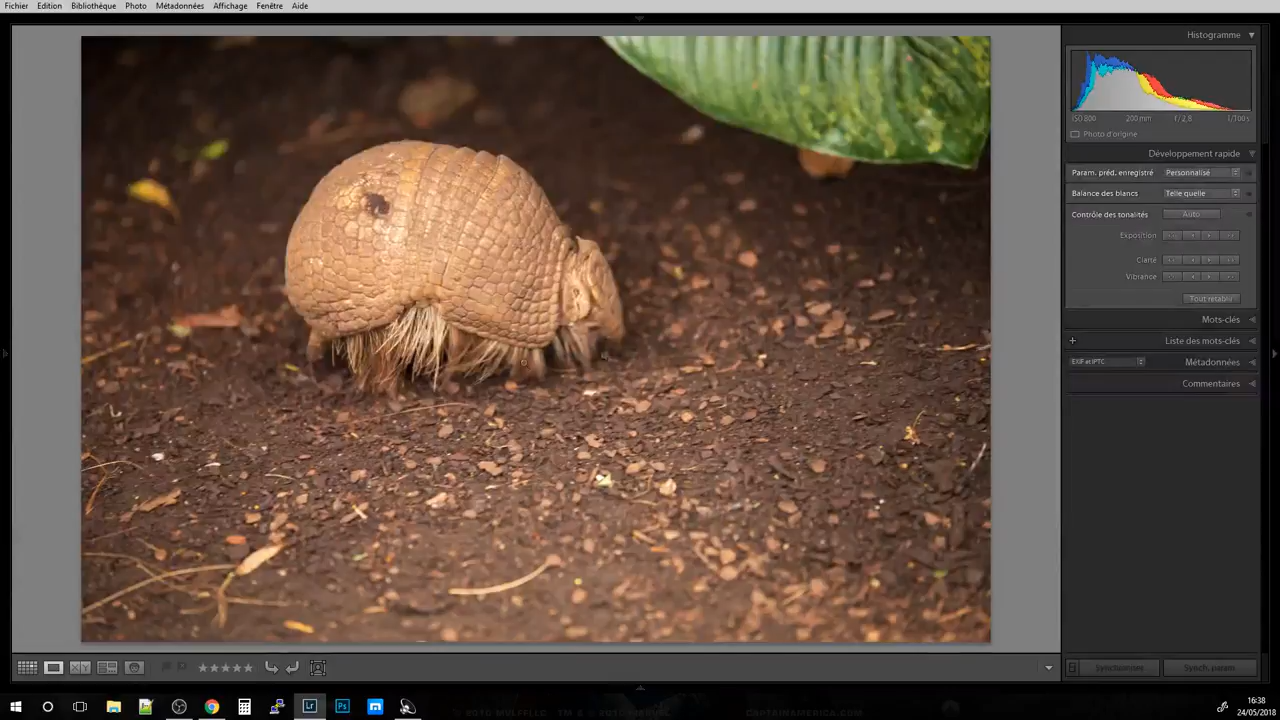 Fichier Edition Bibliothèque Photo Métadonnées Affichage Fenêtre Aide
Histogramme
ISO 800 200 mm f / 2,8 1/100 s
Photo d'origine
Développement rapide
Param. préd. enregistré Personnalisé
Balance des blancs Telle quelle
Contrôle des tonalités Auto
Exposition
Clarté
Vibrance
Tout rétablir
Mots-clés
+ Liste des mots-clés
EXIF et IPTC Métadonnées
Commentaires
Synchroniser Synch. param.
Lr Ps
16:38
24/05/2018